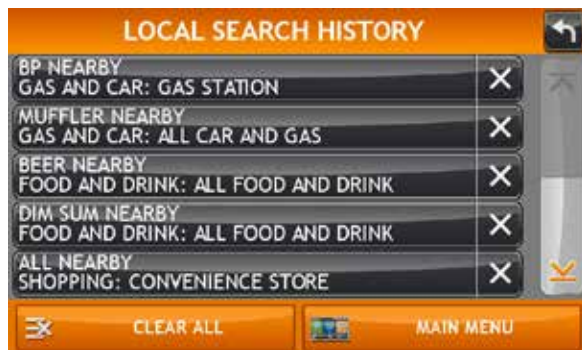 LOCAL SEARCH HISTORY
BP NEARBY
GAS AND CAR: GAS STATION
MUFFLER NEARBY
GAS AND CAR: ALL CAR AND GAS
BEER NEARBY
FOOD AND DRINK: ALL FOOD AND DRINK
DIM SUM NEARBY
FOOD AND DRINK: ALL FOOD AND DRINK
ALL NEARBY
SHOPPING: CONVENIENCE STORE
CLEAR ALL
MAIN MENU